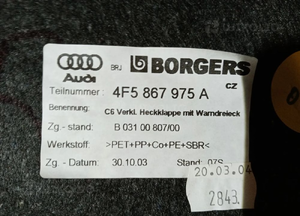 Audi BRJ BORGERS
CZ
Teilnummer: 4F5 867 975 A
Benennung: C6 Verkl. Heckklappe mit Warndreieck
Zg. - stand: B 031 00 807/00
Werkstoff: >PET+PP+Co+PE+SBR<
Zg. - Datum: 30.10.03 Stand: 07S
20.03.04
2843